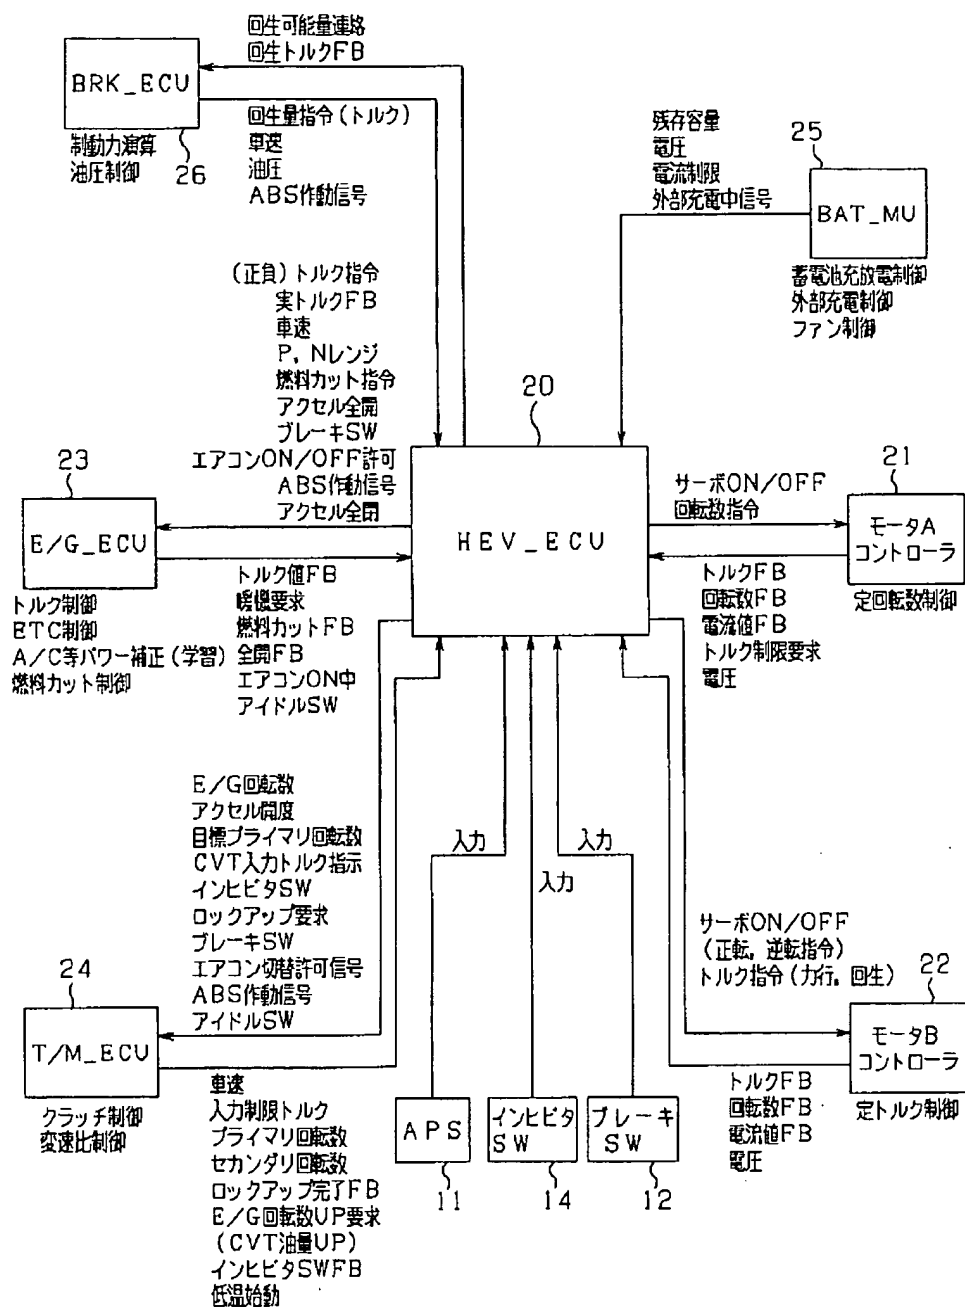 回生可能量連絡
回生トルクFB
BRK_ECU
制動力演算
油圧制御
26
回生量指令(トルク)
車速
油圧
ABS作動信号
残存容量
電圧
電流制限
外部充電中信号
25
BAT_MU
蓄電池充放電制御
外部充電制御
ファン制御
(正負)トルク指令
実トルクFB
車速
P,Nレンジ
燃料カット指令
アクセル全開
ブレーキSW
エアコンON/OFF許可
ABS作動信号
アクセル全閉
20
HEV_ECU
23
E/G_ECU
トルク制御
ETC制御
A/C等パワー補正(学習)
燃料カット制御
トルク値FB
暖機要求
燃料カットFB
全開FB
エアコンON中
アイドルSW
サーボON/OFF
回転数指令
21
モータA
コントローラ
定回転数制御
トルクFB
回転数FB
電流値FB
トルク制限要求
電圧
E/G回転数
アクセル開度
目標プライマリ回転数
CVT入力トルク指示
インヒビタSW
ロックアップ要求
ブレーキSW
エアコン切替許可信号
ABS作動信号
アイドルSW
24
T/M_ECU
クラッチ制御
変速比制御
車速
入力制限トルク
プライマリ回転数
セカンダリ回転数
ロックアップ完了FB
E/G回転数UP要求
(CVT油量UP)
インヒビタSWFB
低温始動
入力
入力
入力
APS
11
インヒビタ
SW
14
ブレーキ
SW
12
サーボON/OFF
(正転,逆転指令)
トルク指令(力行,回生)
22
モータB
コントローラ
定トルク制御
トルクFB
回転数FB
電流値FB
電圧